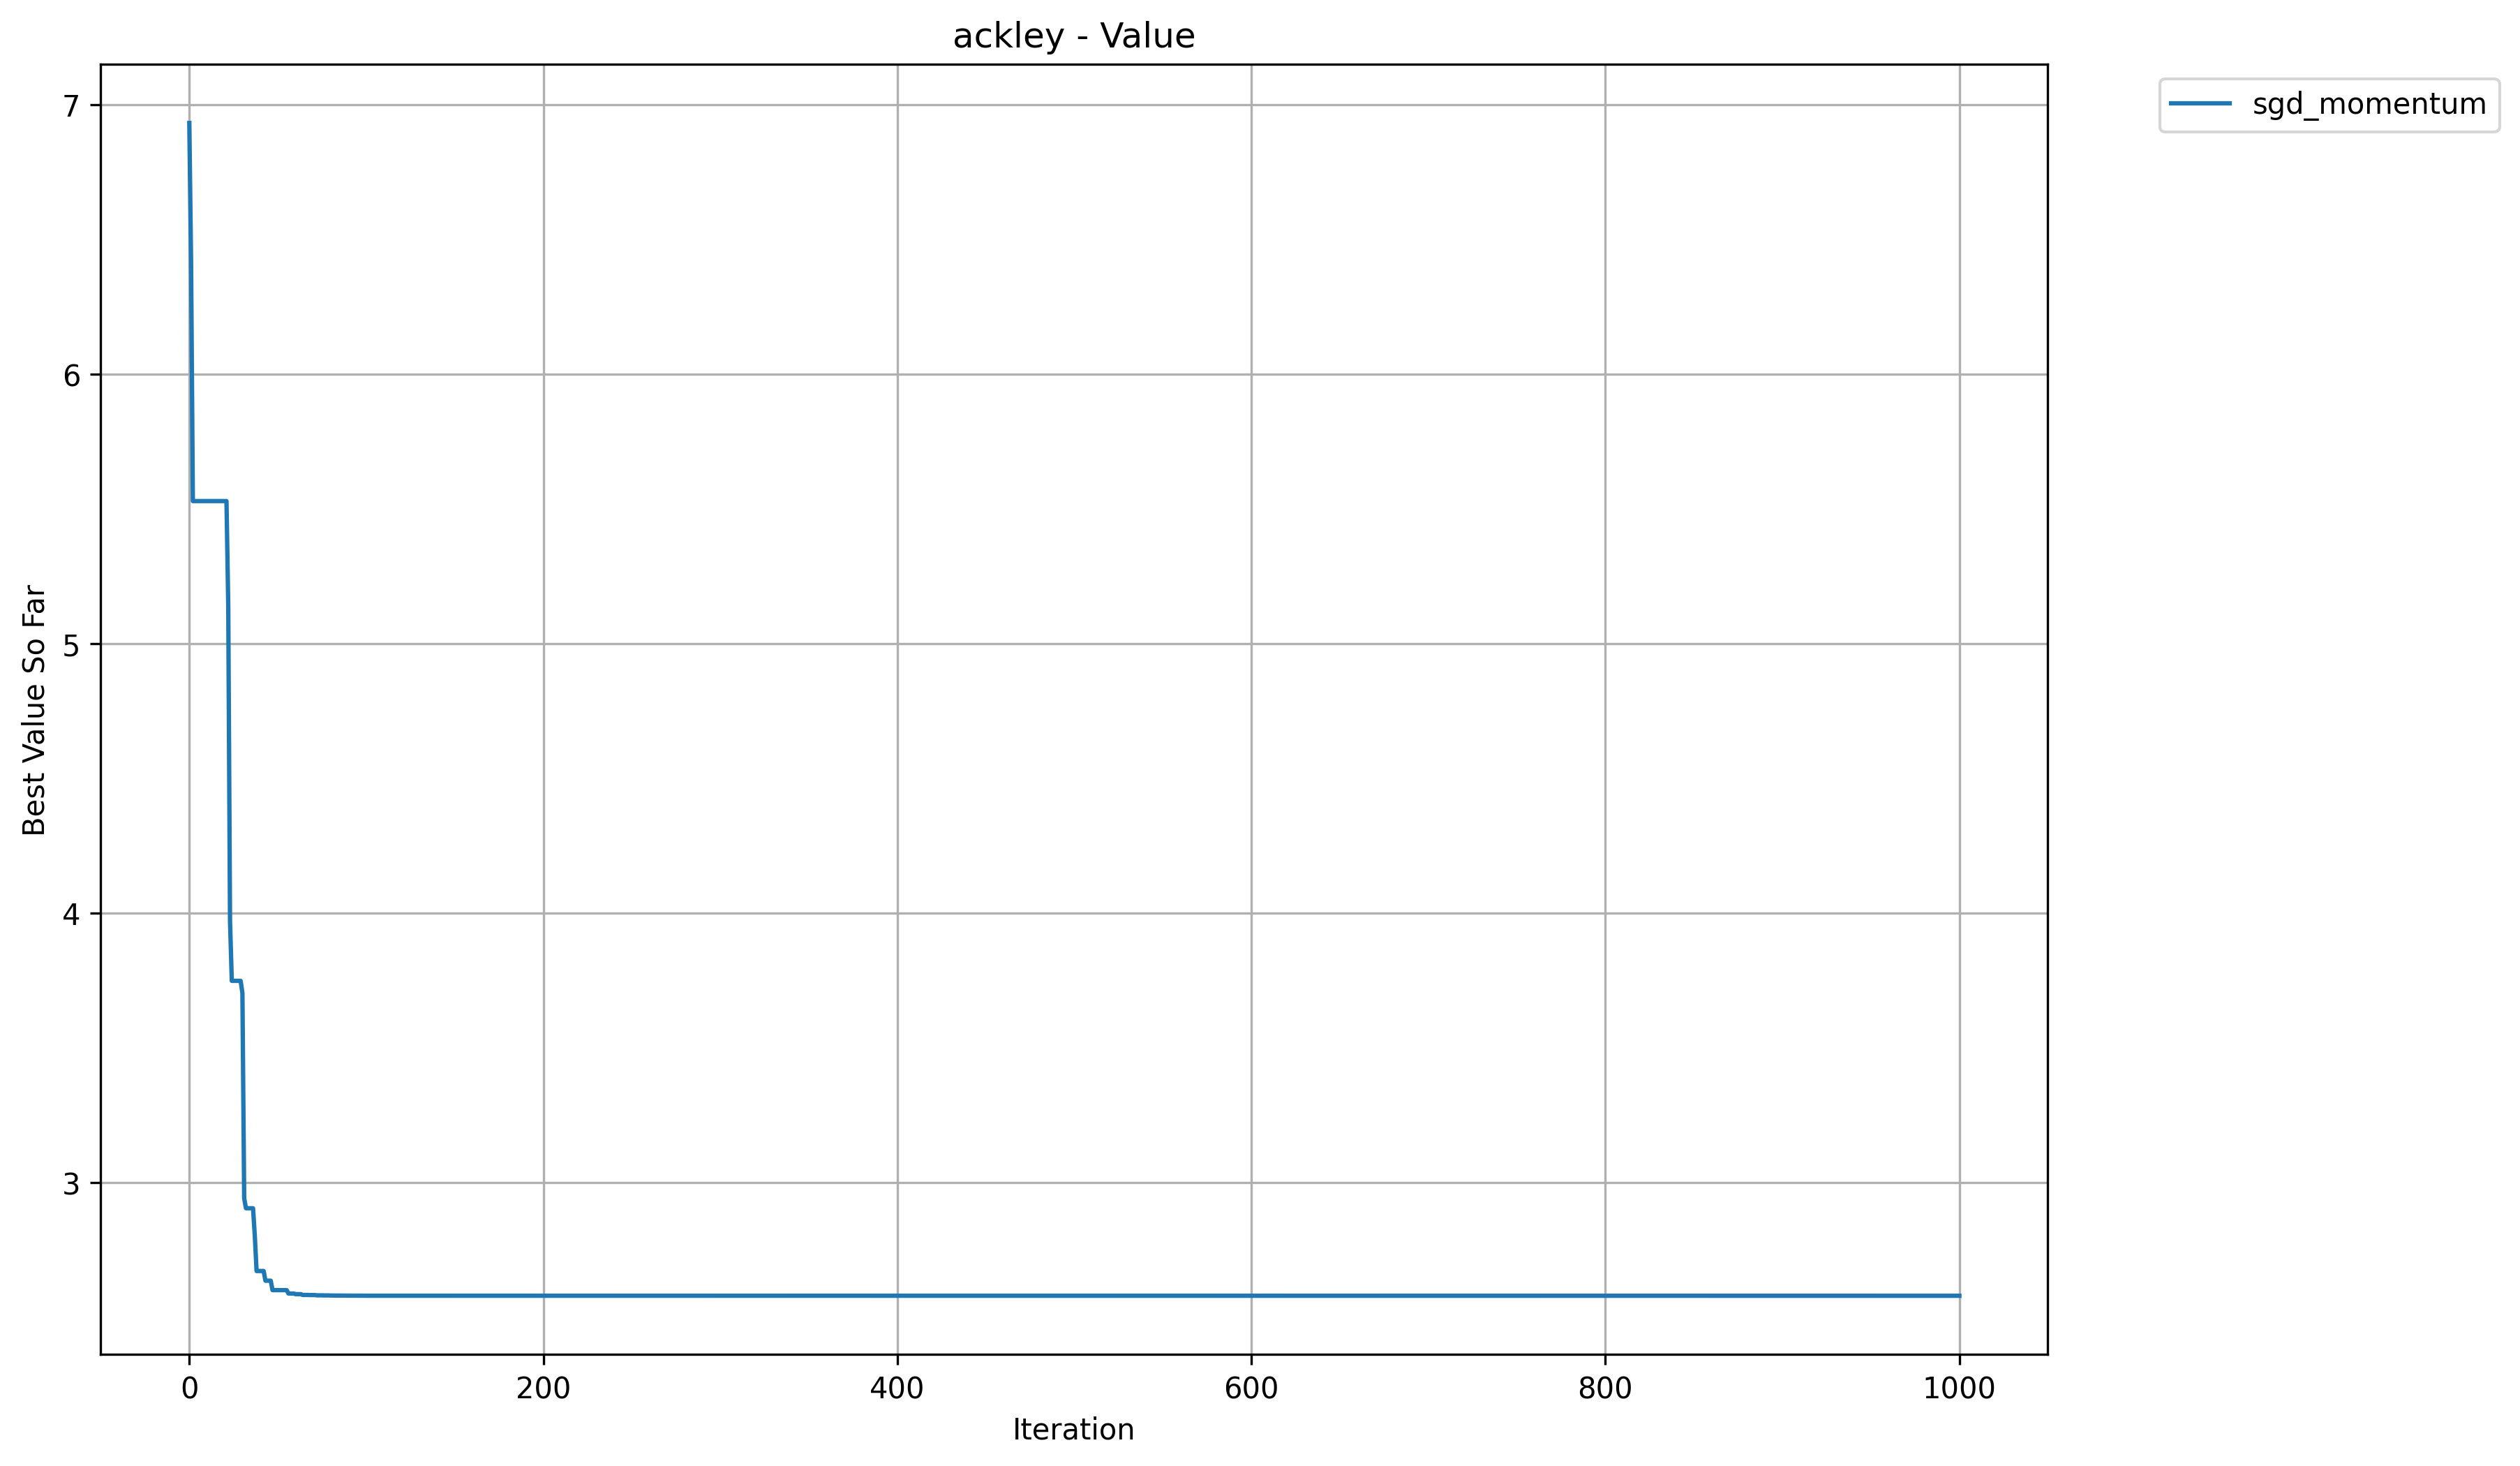 ackley - Value
sgd_momentum
Best Value So Far
7
6
5
4
3
0 200 400 600 800 1000
Iteration